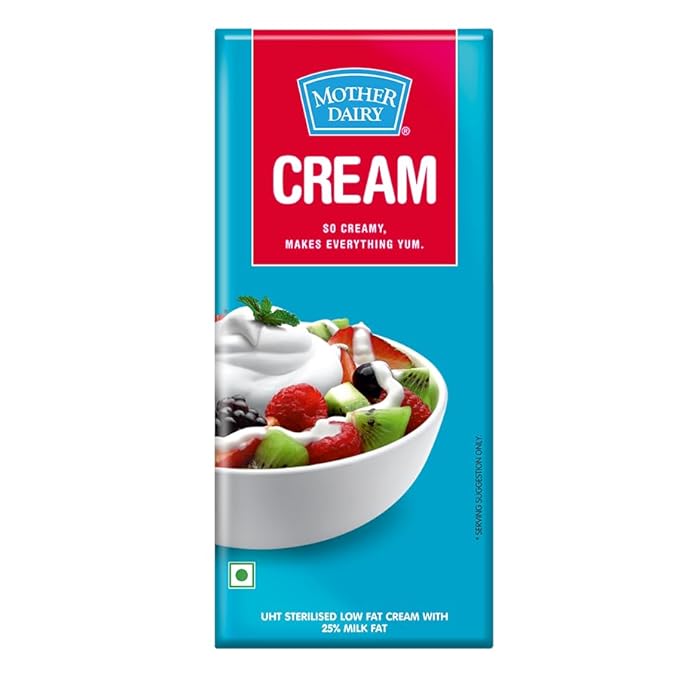 MOTHER
DAIRY
®
CREAM
SO CREAMY,
MAKES EVERYTHING YUM.
* SERVING SUGGESTION ONLY
UHT STERILISED LOW FAT CREAM WITH
25% MILK FAT